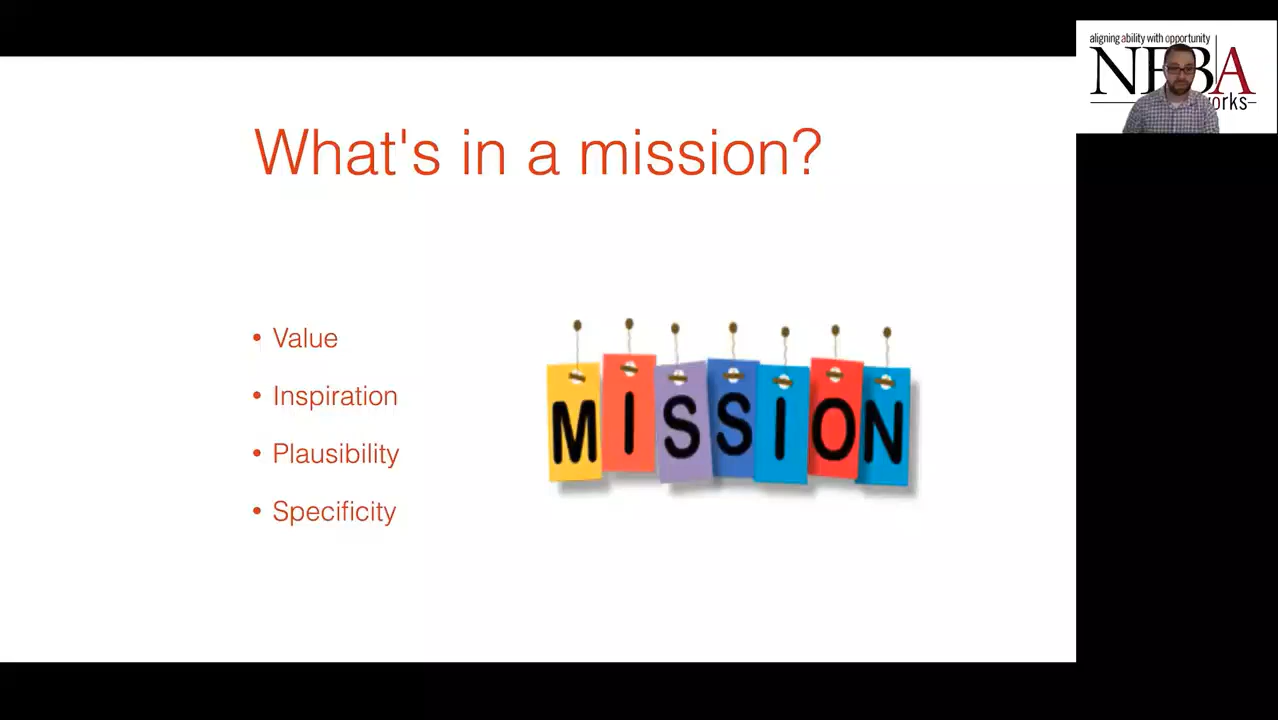 What's in a mission?
• Value
• Inspiration
• Plausibility
• Specificity
MISSION
aligning ability with opportunity